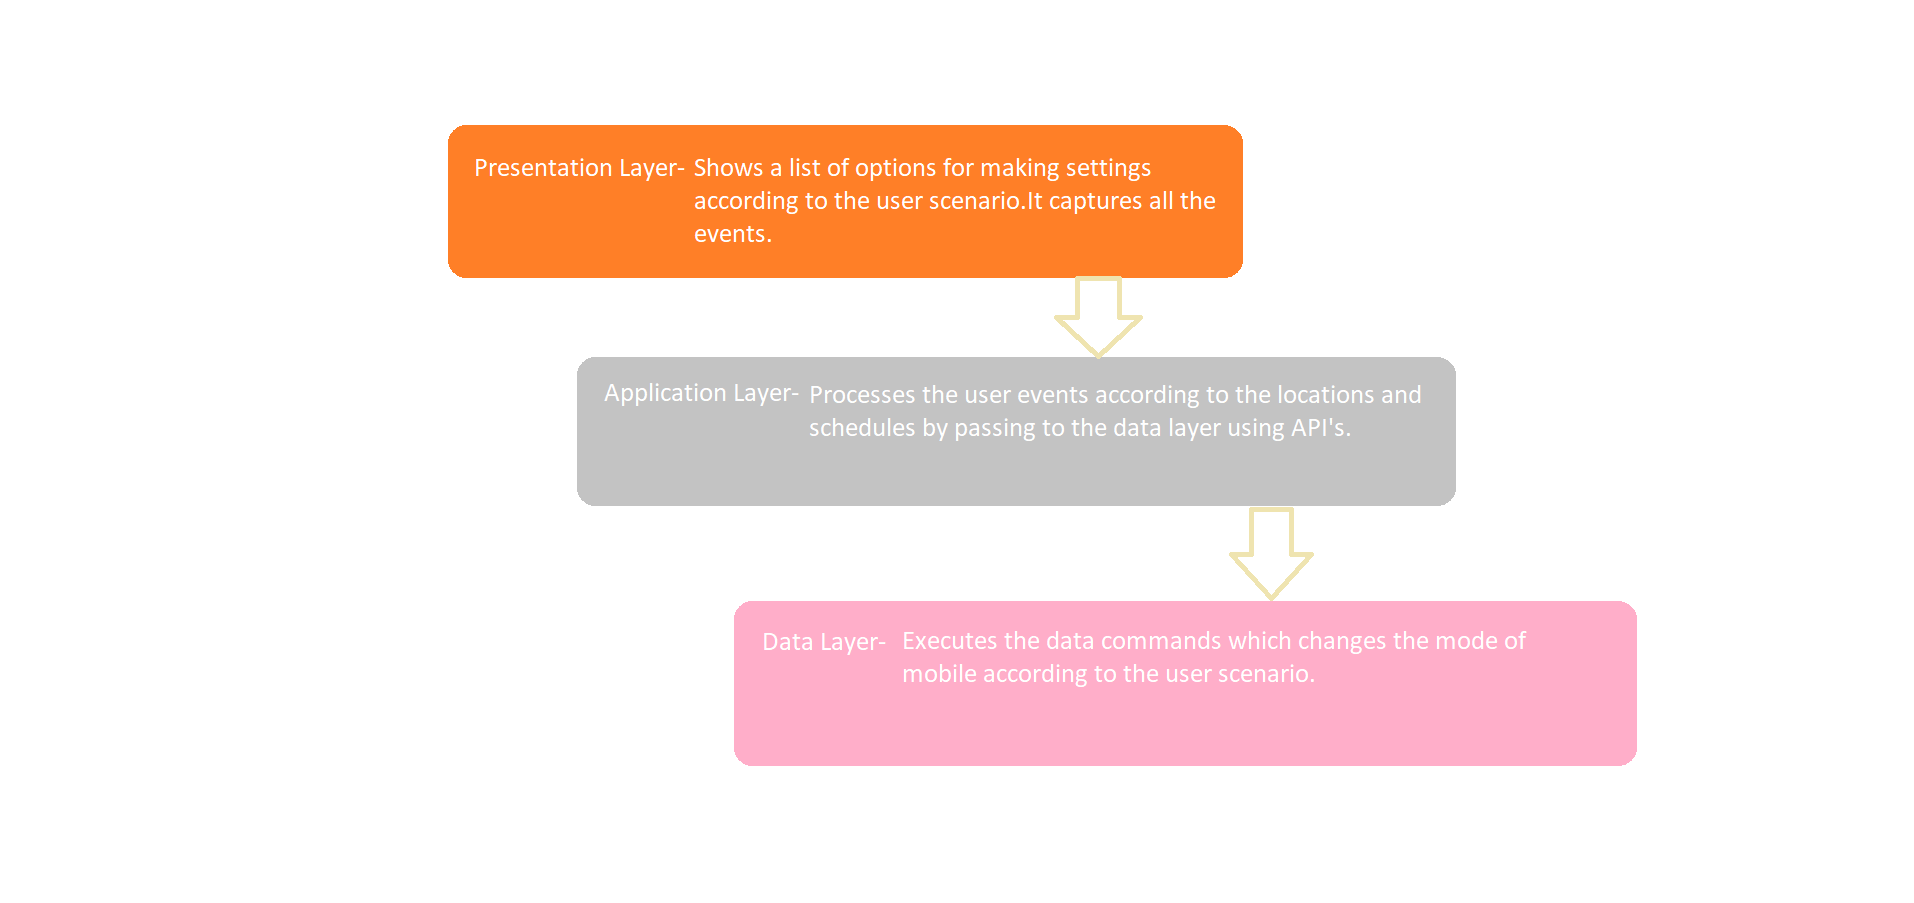 Presentation Layer- Shows a list of options for making settings
according to the user scenario.It captures all the
events.
Application Layer- Processes the user events according to the locations and
schedules by passing to the data layer using API's.
Data Layer- Executes the data commands which changes the mode of
mobile according to the user scenario.